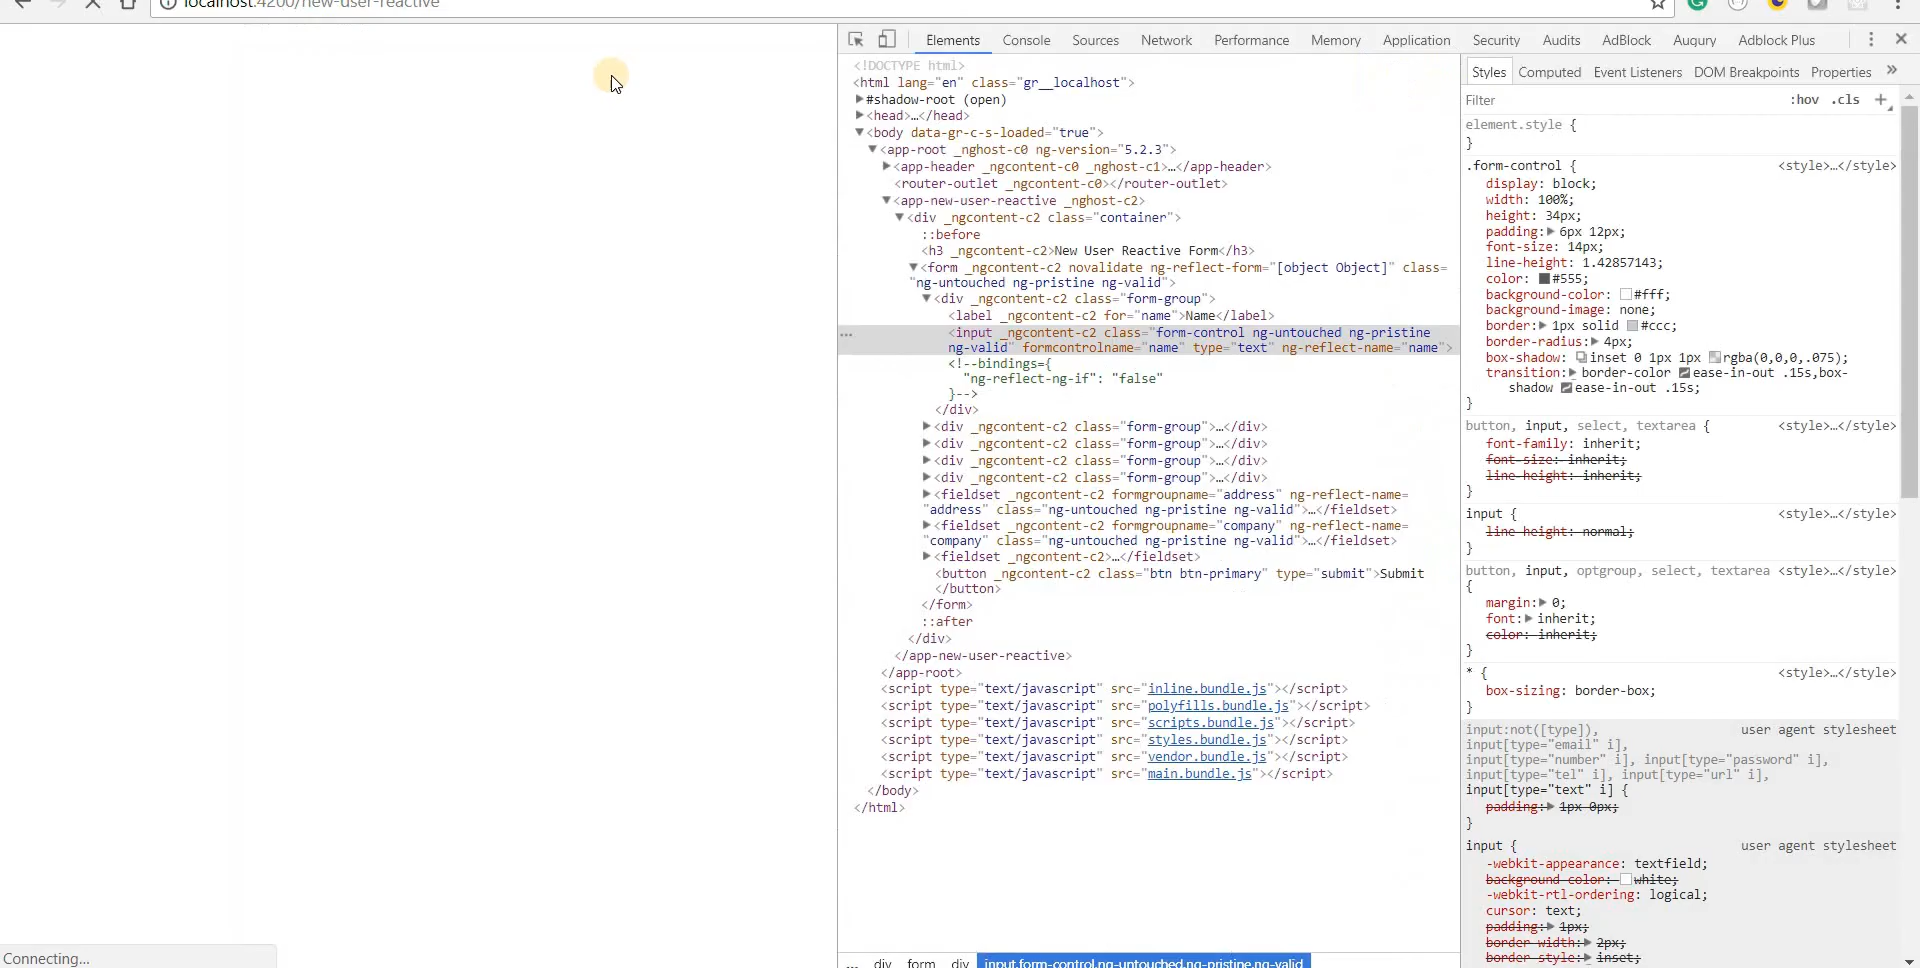 localhost:4200/new-user-reactive
Elements Console Sources Network Performance Memory Application Security Audits AdBlock Augury Adblock Plus
<!DOCTYPE html>
<html lang="en" class="gr__localhost">
#shadow-root (open)
<head>…</head>
<body data-gr-c-s-loaded="true">
<app-root _nghost-c0 ng-version="5.2.3">
<app-header _ngcontent-c0 _nghost-c1>…</app-header>
<router-outlet _ngcontent-c0></router-outlet>
<app-new-user-reactive _nghost-c2>
<div _ngcontent-c2 class="container">
::before
<h3 _ngcontent-c2>New User Reactive Form</h3>
<form _ngcontent-c2 novalidate ng-reflect-form="[object Object]" class=
"ng-untouched ng-pristine ng-valid">
<div _ngcontent-c2 class="form-group">
<label _ngcontent-c2 for="name">Name</label>
… <input _ngcontent-c2 class="form-control ng-untouched ng-pristine
ng-valid" formcontrolname="name" type="text" ng-reflect-name="name">
<!--bindings={
"ng-reflect-ng-if": "false"
}-->
</div>
<div _ngcontent-c2 class="form-group">…</div>
<div _ngcontent-c2 class="form-group">…</div>
<div _ngcontent-c2 class="form-group">…</div>
<div _ngcontent-c2 class="form-group">…</div>
<fieldset _ngcontent-c2 formgroupname="address" ng-reflect-name=
"address" class="ng-untouched ng-pristine ng-valid">…</fieldset>
<fieldset _ngcontent-c2 formgroupname="company" ng-reflect-name=
"company" class="ng-untouched ng-pristine ng-valid">…</fieldset>
<fieldset _ngcontent-c2>…</fieldset>
<button _ngcontent-c2 class="btn btn-primary" type="submit">Submit
</button>
</form>
::after
</div>
</app-new-user-reactive>
</app-root>
<script type="text/javascript" src="inline.bundle.js"></script>
<script type="text/javascript" src="polyfills.bundle.js"></script>
<script type="text/javascript" src="scripts.bundle.js"></script>
<script type="text/javascript" src="styles.bundle.js"></script>
<script type="text/javascript" src="vendor.bundle.js"></script>
<script type="text/javascript" src="main.bundle.js"></script>
</body>
</html>
… div form div input.form-control.ng-untouched.ng-pristine.ng-valid
Styles Computed Event Listeners DOM Breakpoints Properties »
Filter :hov .cls +
element.style {
}
.form-control { <style>…</style>
display: block;
width: 100%;
height: 34px;
padding: 6px 12px;
font-size: 14px;
line-height: 1.42857143;
color: #555;
background-color: #fff;
background-image: none;
border: 1px solid #ccc;
border-radius: 4px;
box-shadow: inset 0 1px 1px rgba(0,0,0,.075);
transition: border-color ease-in-out .15s,box-
shadow ease-in-out .15s;
}
button, input, select, textarea { <style>…</style>
font-family: inherit;
font-size: inherit;
line-height: inherit;
}
input { <style>…</style>
line-height: normal;
}
button, input, optgroup, select, textarea <style>…</style>
{
margin: 0;
font: inherit;
color: inherit;
}
* { <style>…</style>
box-sizing: border-box;
}
input:not([type]), user agent stylesheet
input[type="email" i],
input[type="number" i], input[type="password" i],
input[type="tel" i], input[type="url" i],
input[type="text" i] {
padding: 1px 0px;
}
input { user agent stylesheet
-webkit-appearance: textfield;
background-color: white;
-webkit-rtl-ordering: logical;
cursor: text;
padding: 1px;
border-width: 2px;
border-style: inset;
Connecting...